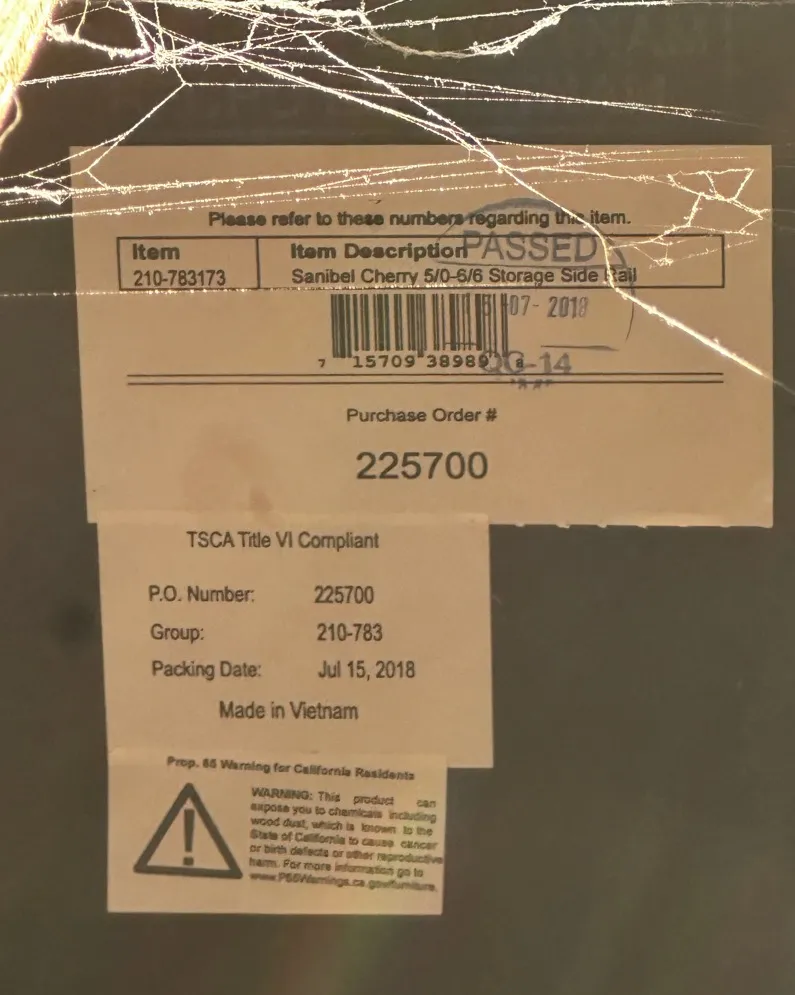 Please refer to these numbers regarding this item.
Item Item Description
210-783173 Sanibel Cherry 5/0-6/6 Storage Side Rail
PASSED
07- 2018
7 15709 38989 8
QC-14
Purchase Order #
225700
TSCA Title VI Compliant
P.O. Number: 225700
Group: 210-783
Packing Date: Jul 15, 2018
Made in Vietnam
Prop. 65 Warning for California Residents
WARNING: This product can
expose you to chemicals including
wood dust, which is known to the
State of California to cause cancer
or birth defects or other reproductive
harm. For more information go to
www.P65Warnings.ca.gov/furniture.